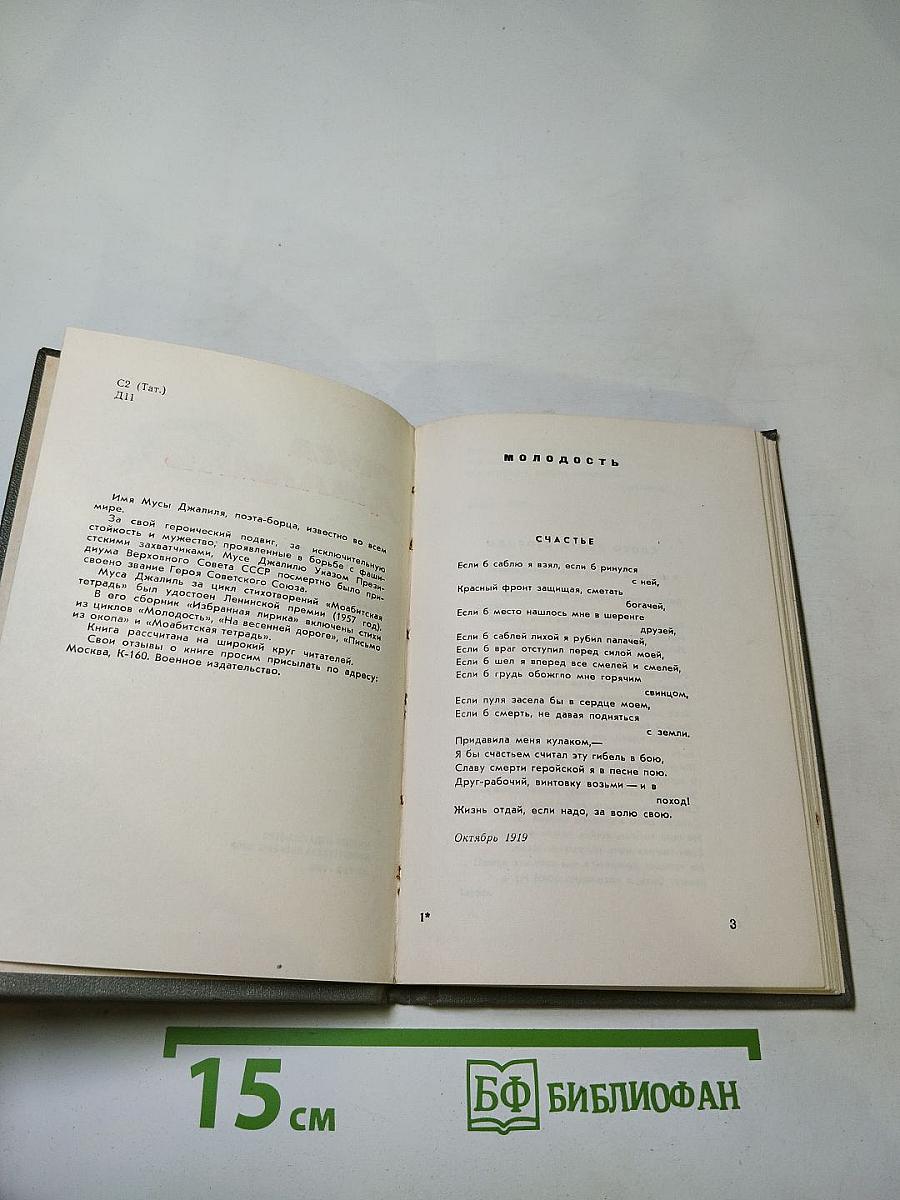 С2 (Тат.)
Д11
Имя Мусы Джалиля, поэта-борца, известно во всем
мире.
За свой героический подвиг, за исключительную
стойкость и мужество, проявленные в борьбе с фаши-
стскими захватчиками, Мусе Джалилю Указом Прези-
диума Верховного Совета СССР посмертно было при-
своено звание Героя Советского Союза.
Муса Джалиль за цикл стихотворений «Моабитская
тетрадь» был удостоен Ленинской премии (1957 год).
В его сборник «Избранная лирика» включены стихи
из циклов «Молодость», «На весенней дороге», «Письмо
из окопа» и «Моабитская тетрадь».
Книга рассчитана на широкий круг читателей.
Свои отзывы о книге просим присылать по адресу:
Москва, К-160. Военное издательство.
МОЛОДОСТЬ
СЧАСТЬЕ
Если б саблю я взял, если б ринулся
с ней,
Красный фронт защищая, сметать
богачей,
Если б место нашлось мне в шеренге
друзей,
Если б саблей лихой я рубил палачей,
Если б враг отступил перед силой моей,
Если б шел я вперед все смелей и смелей,
Если б грудь обожгло мне горячим
свинцом,
Если пуля засела бы в сердце моем,
Если б смерть, не давая подняться
с земли,
Придавила меня кулаком,—
Я бы счастьем считал эту гибель в бою,
Славу смерти геройской я в песне пою.
Друг-рабочий, винтовку возьми — и в
поход!
Жизнь отдай, если надо, за волю свою.
Октябрь 1919
1*
3
15 см
БФ БИБЛИОФАН